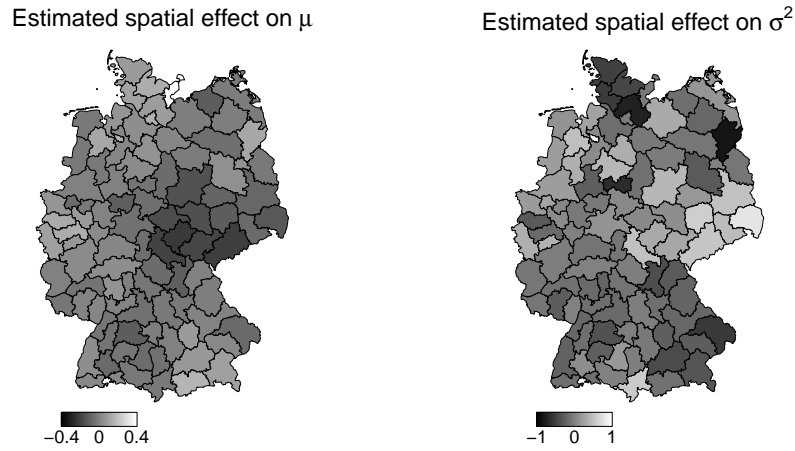 Estimated spatial effect on μ
Estimated spatial effect on σ²
−0.4 0 0.4
−1 0 1